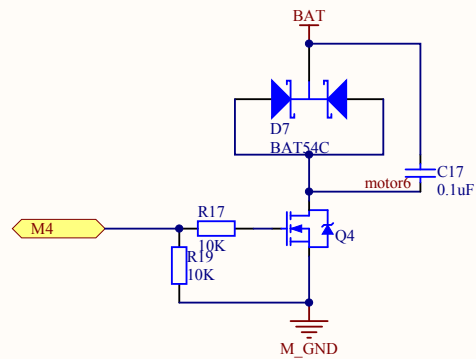 BAT
D7
BAT54C
C17
0.1uF
motor6
M4
R17
10K
R19
10K
Q4
M_GND